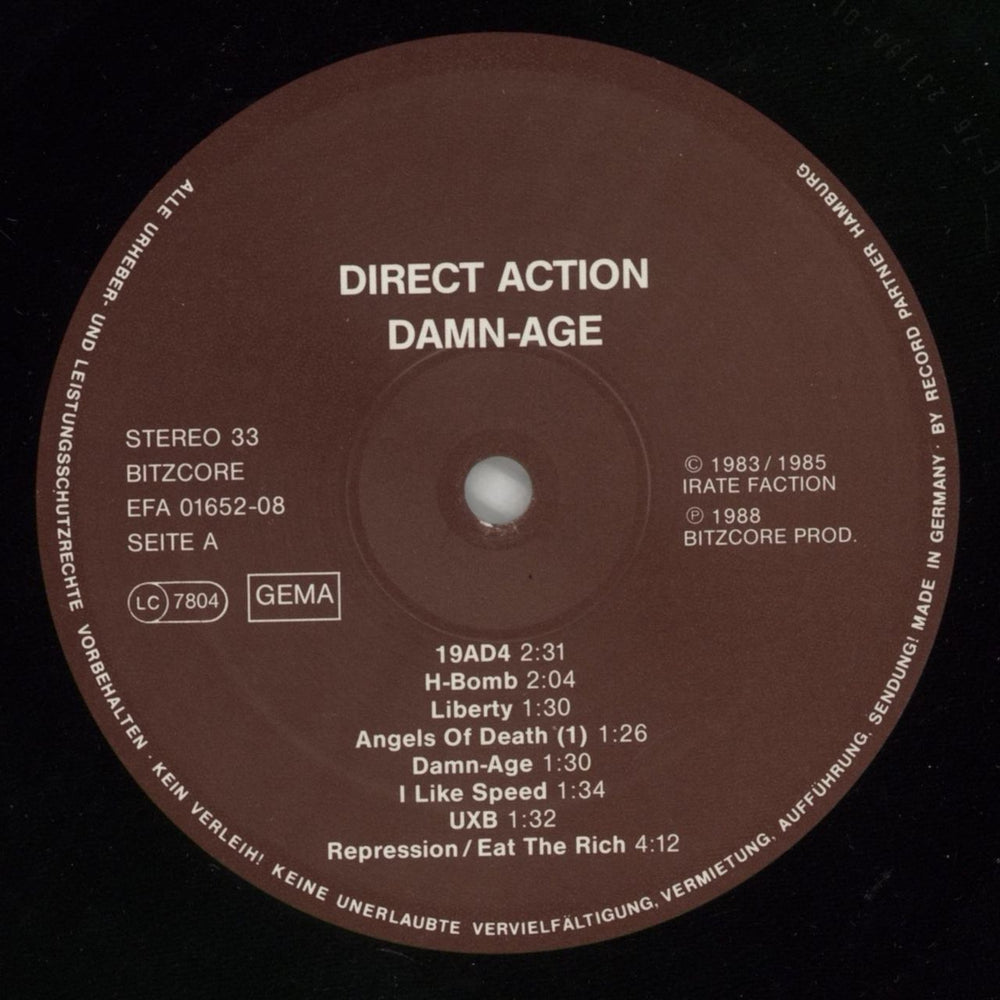 DIRECT ACTION
DAMN-AGE
STEREO 33
BITZCORE
EFA 01652-08
SEITE A
LC 7804
GEMA
© 1983/1985
IRATE FACTION
℗ 1988
BITZCORE PROD.
19AD4 2:31
H-Bomb 2:04
Liberty 1:30
Angels Of Death (1) 1:26
Damn-Age 1:30
I Like Speed 1:34
UXB 1:32
Repression/Eat The Rich 4:12
ALLE URHEBER- UND LEISTUNGSSCHUTZRECHTE VORBEHALTEN · KEIN VERLEIH! KEINE UNERLAUBTE VERVIELFÄLTIGUNG, VERMIETUNG, AUFFÜHRUNG, SENDUNG! MADE IN GERMANY · BY RECORD PARTNER HAMBURG